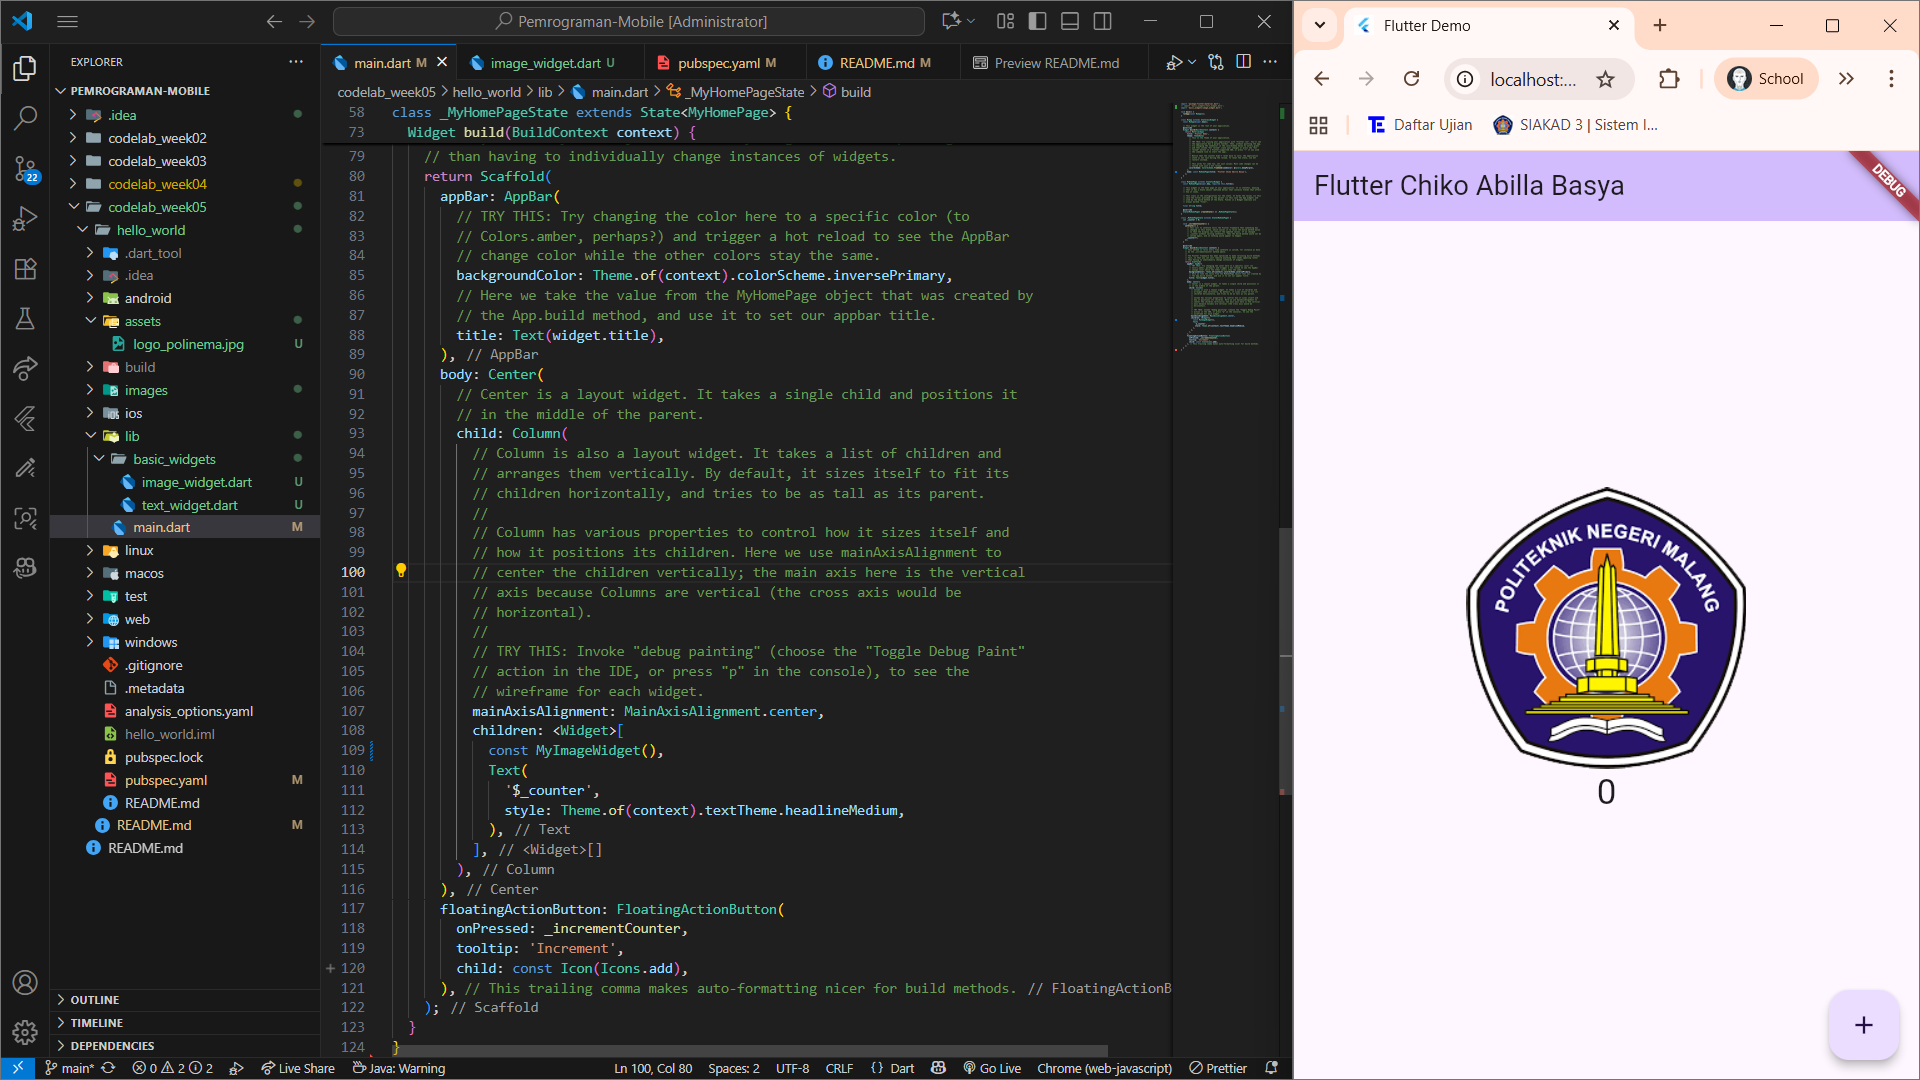 Pemrograman-Mobile [Administrator]
EXPLORER
PEMROGRAMAN-MOBILE
.idea
codelab_week02
codelab_week03
codelab_week04
codelab_week05
hello_world
.dart_tool
.idea
android
assets
logo_polinema.jpg U
build
images
ios
lib
basic_widgets
image_widget.dart U
text_widget.dart U
main.dart M
linux
macos
test
web
windows
.gitignore
.metadata
analysis_options.yaml
hello_world.iml
pubspec.lock
pubspec.yaml M
README.md
README.md M
README.md
OUTLINE
TIMELINE
DEPENDENCIES
22
main.dart M
image_widget.dart U
pubspec.yaml M
README.md M
Preview README.md
codelab_week05 > hello_world > lib > main.dart > _MyHomePageState > build
58 class _MyHomePageState extends State<MyHomePage> {
73 Widget build(BuildContext context) {
79 // than having to individually change instances of widgets.
80 return Scaffold(
81 appBar: AppBar(
82 // TRY THIS: Try changing the color here to a specific color (to
83 // Colors.amber, perhaps?) and trigger a hot reload to see the AppBar
84 // change color while the other colors stay the same.
85 backgroundColor: Theme.of(context).colorScheme.inversePrimary,
86 // Here we take the value from the MyHomePage object that was created by
87 // the App.build method, and use it to set our appbar title.
88 title: Text(widget.title),
89 ), // AppBar
90 body: Center(
91 // Center is a layout widget. It takes a single child and positions it
92 // in the middle of the parent.
93 child: Column(
94 // Column is also a layout widget. It takes a list of children and
95 // arranges them vertically. By default, it sizes itself to fit its
96 // children horizontally, and tries to be as tall as its parent.
97 //
98 // Column has various properties to control how it sizes itself and
99 // how it positions its children. Here we use mainAxisAlignment to
100 // center the children vertically; the main axis here is the vertical
101 // axis because Columns are vertical (the cross axis would be
102 // horizontal).
103 //
104 // TRY THIS: Invoke "debug painting" (choose the "Toggle Debug Paint"
105 // action in the IDE, or press "p" in the console), to see the
106 // wireframe for each widget.
107 mainAxisAlignment: MainAxisAlignment.center,
108 children: <Widget>[
109 const MyImageWidget(),
110 Text(
111 '$_counter',
112 style: Theme.of(context).textTheme.headlineMedium,
113 ), // Text
114 ], // <Widget>[]
115 ), // Column
116 ), // Center
117 floatingActionButton: FloatingActionButton(
118 onPressed: _incrementCounter,
119 tooltip: 'Increment',
120 child: const Icon(Icons.add),
121 ), // This trailing comma makes auto-formatting nicer for build methods. // FloatingActionB
122 ); // Scaffold
123 }
124 }
main* 0 2 2 Live Share Java: Warning Ln 100, Col 80 Spaces: 2 UTF-8 CRLF {} Dart Go Live Chrome (web-javascript) Prettier
Flutter Demo
localhost:...
School
Daftar Ujian
SIAKAD 3 | Sistem I...
Flutter Chiko Abilla Basya
DEBUG
POLITEKNIK NEGERI MALANG
0
+